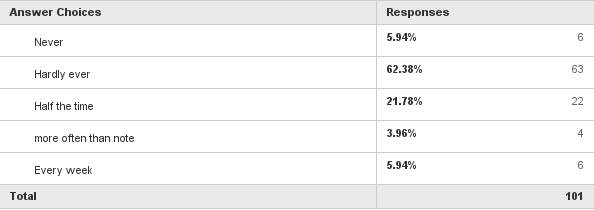 Answer Choices Responses
Never 5.94% 6
Hardly ever 62.38% 63
Half the time 21.78% 22
more often than note 3.96% 4
Every week 5.94% 6
Total 101